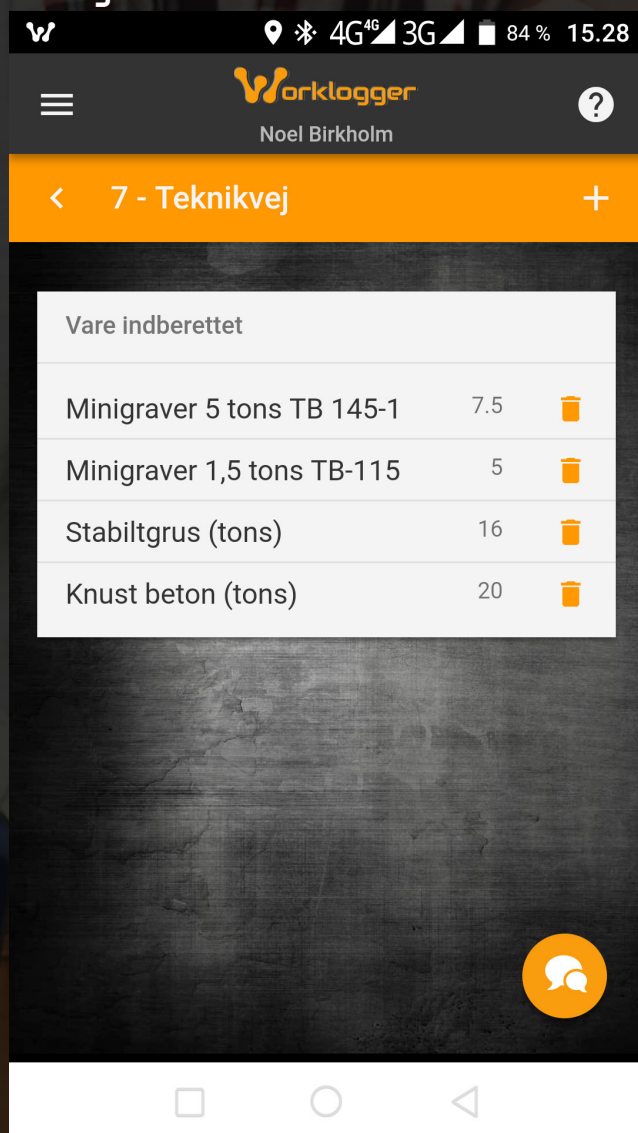 4G 4G 3G 84 % 15.28
Worklogger
Noel Birkholm
7 - Teknikvej
Vare indberettet
Minigraver 5 tons TB 145-1 7.5
Minigraver 1,5 tons TB-115 5
Stabiltgrus (tons) 16
Knust beton (tons) 20